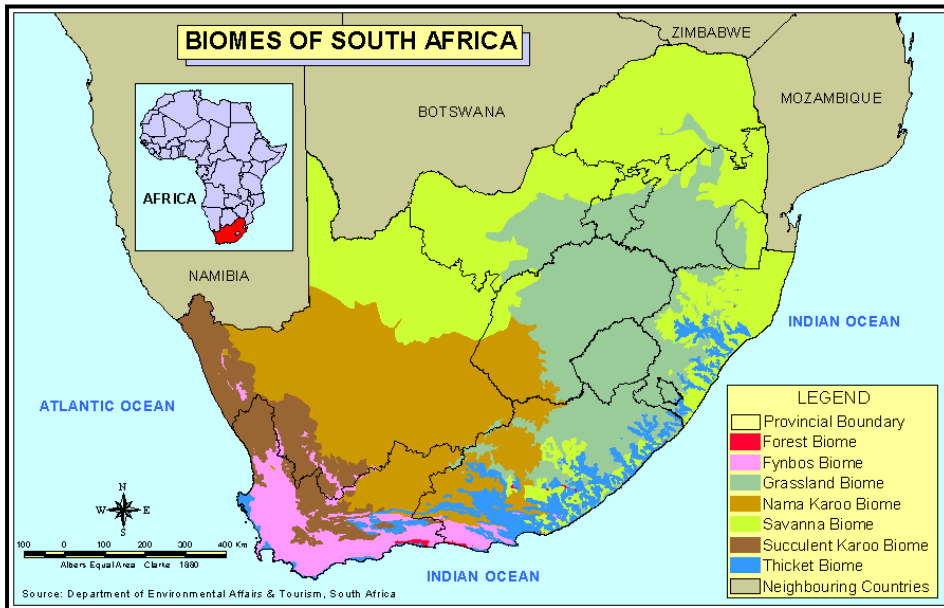 BIOMES OF SOUTH AFRICA
ZIMBABWE
BOTSWANA
MOZAMBIQUE
AFRICA
NAMIBIA
INDIAN OCEAN
ATLANTIC OCEAN
LEGEND
Provincial Boundary
Forest Biome
Fynbos Biome
Grassland Biome
Nama Karoo Biome
Savanna Biome
Succulent Karoo Biome
Thicket Biome
Neighbouring Countries
N
W E
S
100 0 100 200 300 400 Km
Albers Equal Area Clarke 1880
INDIAN OCEAN
Source: Department of Environmental Affairs & Tourism, South Africa